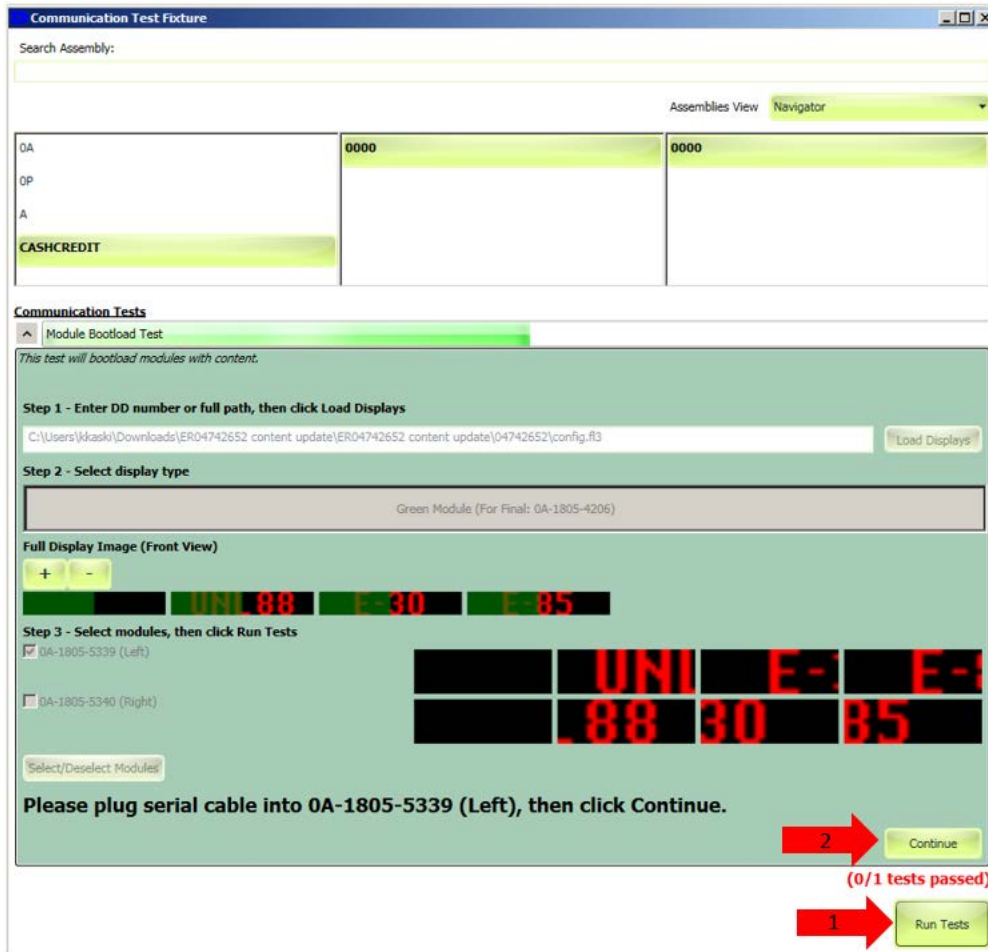 Communication Test Fixture
Search Assembly:
Assemblies View Navigator
0A 0000 0000
0P
A
CASHCREDIT
Communication Tests
Module Bootload Test
This test will bootload modules with content.
Step 1 - Enter DD number or full path, then click Load Displays
C:\Users\kkaski\Downloads\ER04742652 content update\ER04742652 content update\04742652\config.fl3 Load Displays
Step 2 - Select display type
Green Module (For Final: 0A-1805-4206)
Full Display Image (Front View)
+ -
UNL 88 E-30 E-85
Step 3 - Select modules, then click Run Tests
0A-1805-5339 (Left) UNL E- E-
0A-1805-5340 (Right) 88 30 85
Select/Deselect Modules
Please plug serial cable into 0A-1805-5339 (Left), then click Continue.
2 Continue
(0/1 tests passed)
1 Run Tests